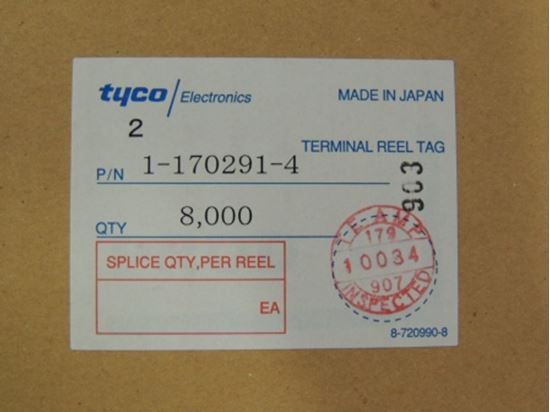 tyco / Electronics
MADE IN JAPAN
2
TERMINAL REEL TAG
P/N 1-170291-4
903
QTY 8,000
SPLICE QTY,PER REEL
EA
AMP
179
10034
907
INSPECTED
8-720990-8